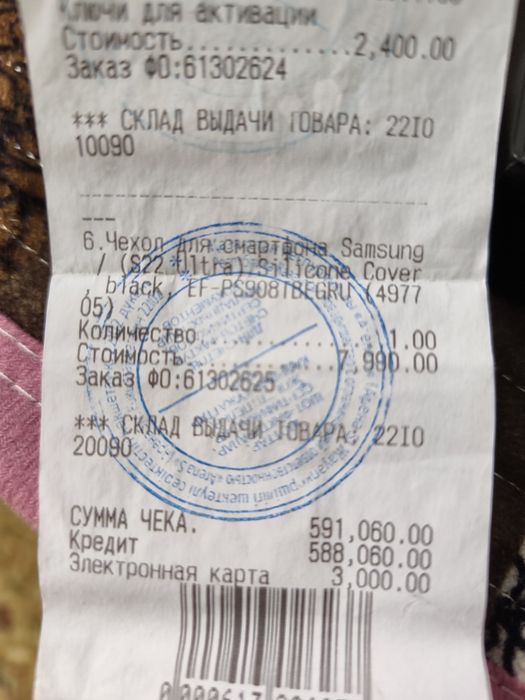 Ключи для активации
Стоимость.............2,400.00
Заказ ФО:61302624
*** СКЛАД ВЫДАЧИ ТОВАРА: 22I0
10090
---
6.Чехол для смартфона Samsung
/ (S22 Ultra) Silicone Cover
, black, EF-PS908TBEGRU (4977
05)
Количество............1.00
Стоимость..........7,990.00
Заказ ФО:61302625
*** СКЛАД ВЫДАЧИ ТОВАРА: 22I0
20090
СУММА ЧЕКА. 591,060.00
Кредит 588,060.00
Электронная карта 3,000.00